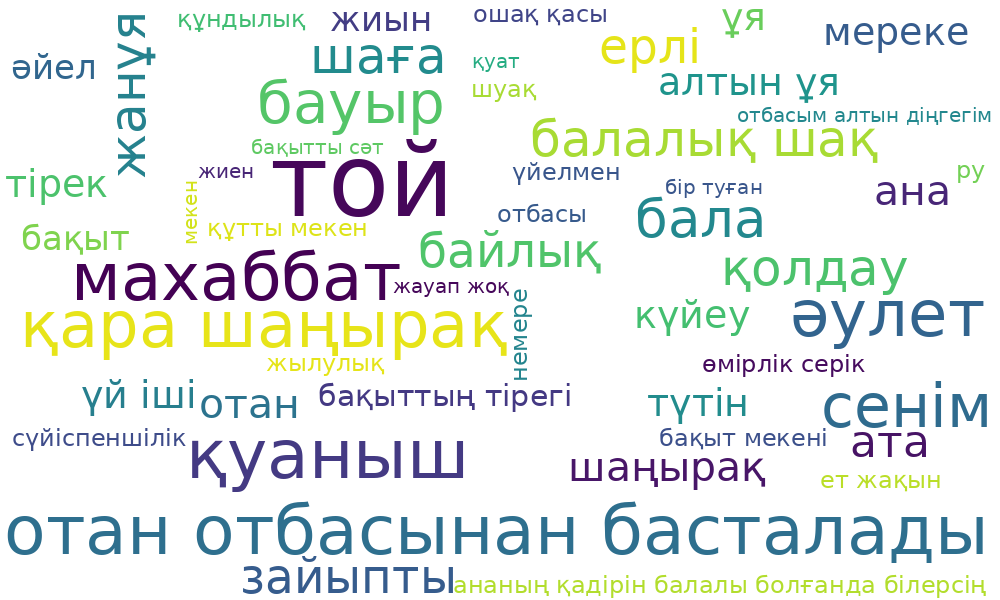 құндылық
жиын
ошақ қасы
ұя
мереке
әйел
жанұя
шаға
қуат
ерлі
шуақ
алтын ұя
бауыр
отбасым алтын діңгегім
бақытты сәт
балалық шақ
той
жиен
үйелмен
бір туған
ру
тірек
мекен
ана
құтты мекен
отбасы
бала
бақыт
байлық
махаббат
жауап жоқ
қолдау
қара шаңырақ
немере
күйеу
әулет
жылулық
өмірлік серік
үй іші
отан
бақыттың тірегі
түтін
сенім
сүйіспеншілік
қуаныш
бақыт мекені
ата
шаңырақ
ет жақын
отан отбасынан басталады
зайыпты
ананың қадірін балалы болғанда білерсің